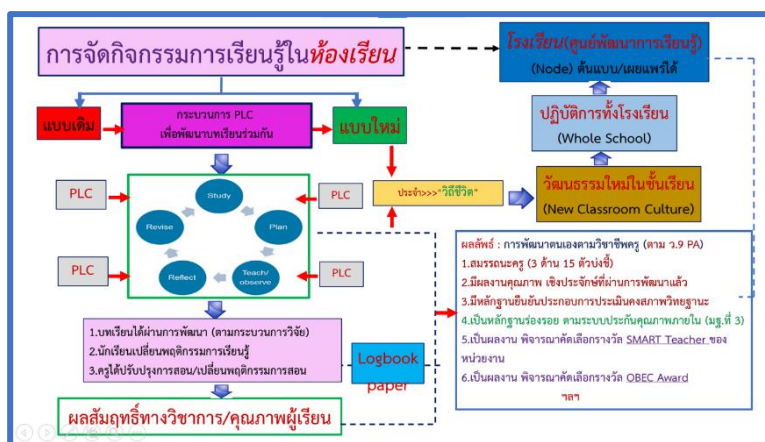 การจัดกิจกรรมการเรียนรู้ในห้องเรียน
โรงเรียน(ศูนย์พัฒนาการเรียนรู้)
(Node) ต้นแบบ/เผยแพร่ได้
แบบเดิม
กระบวนการ PLC
เพื่อพัฒนาบทเรียนร่วมกัน
แบบใหม่
ปฏิบัติการทั้งโรงเรียน
(Whole School)
ประจำ>>>"วิถีชีวิต"
วัฒนธรรมใหม่ในชั้นเรียน
(New Classroom Culture)
PLC
PLC
PLC
PLC
Study
Plan
Teach/
observe
Reflect
Revise
ผลลัพธ์ : การพัฒนาตนเองตามวิชาชีพครู (ตาม ว.9 PA)
1.สมรรถนะครู (3 ด้าน 15 ตัวบ่งชี้)
2.มีผลงานคุณภาพ เชิงประจักษ์ที่ผ่านการพัฒนาแล้ว
3.มีหลักฐานยืนยันประกอบการประเมินคงสภาพวิทยฐานะ
4.เป็นหลักฐานร่องรอย ตามระบบประกันคุณภาพภายใน (มฐ.ที่ 3)
5.เป็นผลงาน พิจารณาคัดเลือกรางวัล SMART Teacher ของ
หน่วยงาน
6.เป็นผลงาน พิจารณาคัดเลือกรางวัล OBEC Award
ฯลฯ
1.บทเรียนได้ผ่านการพัฒนา (ตามกระบวนการวิจัย)
2.นักเรียนเปลี่ยนพฤติกรรมการเรียนรู้
3.ครูได้ปรับปรุงการสอน/เปลี่ยนพฤติกรรมการสอน
Logbook
paper
ผลสัมฤทธิ์ทางวิชาการ/คุณภาพผู้เรียน